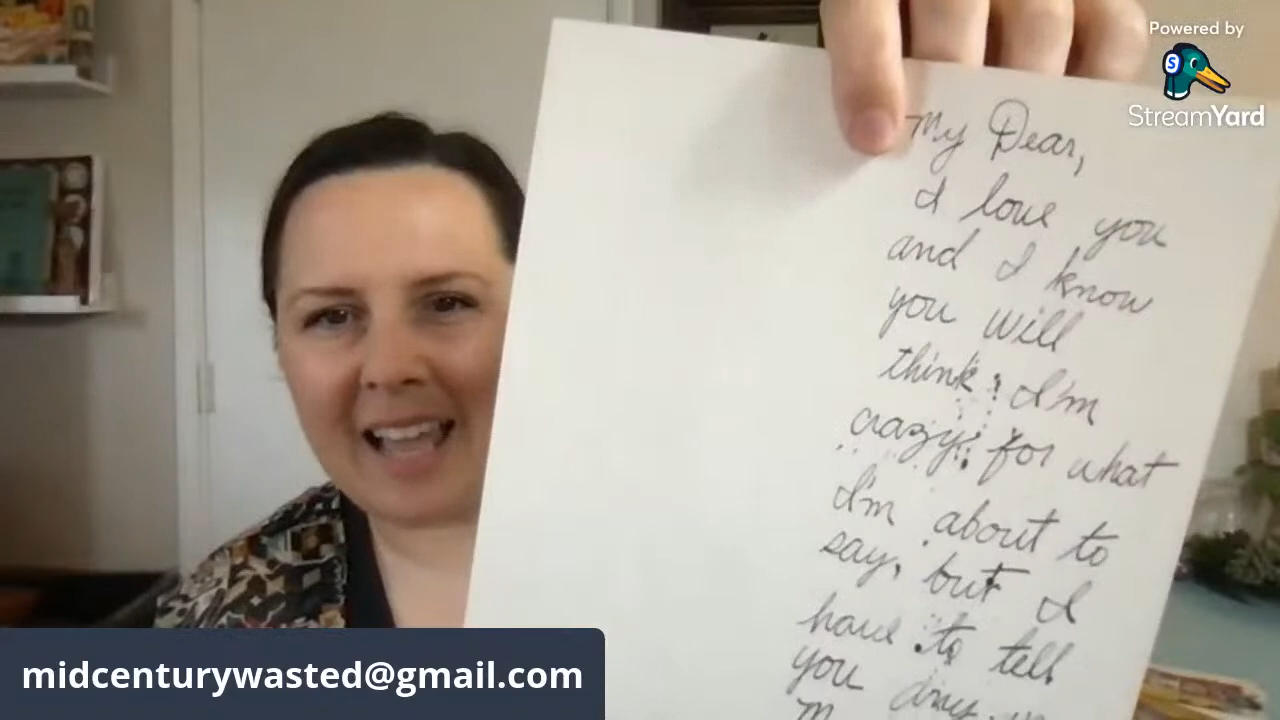 Powered by
StreamYard
My Dear,
I love you
and I know
you will
think I'm
crazy for what
I'm about to
say, but I
have to tell
you
midcenturywasted@gmail.com